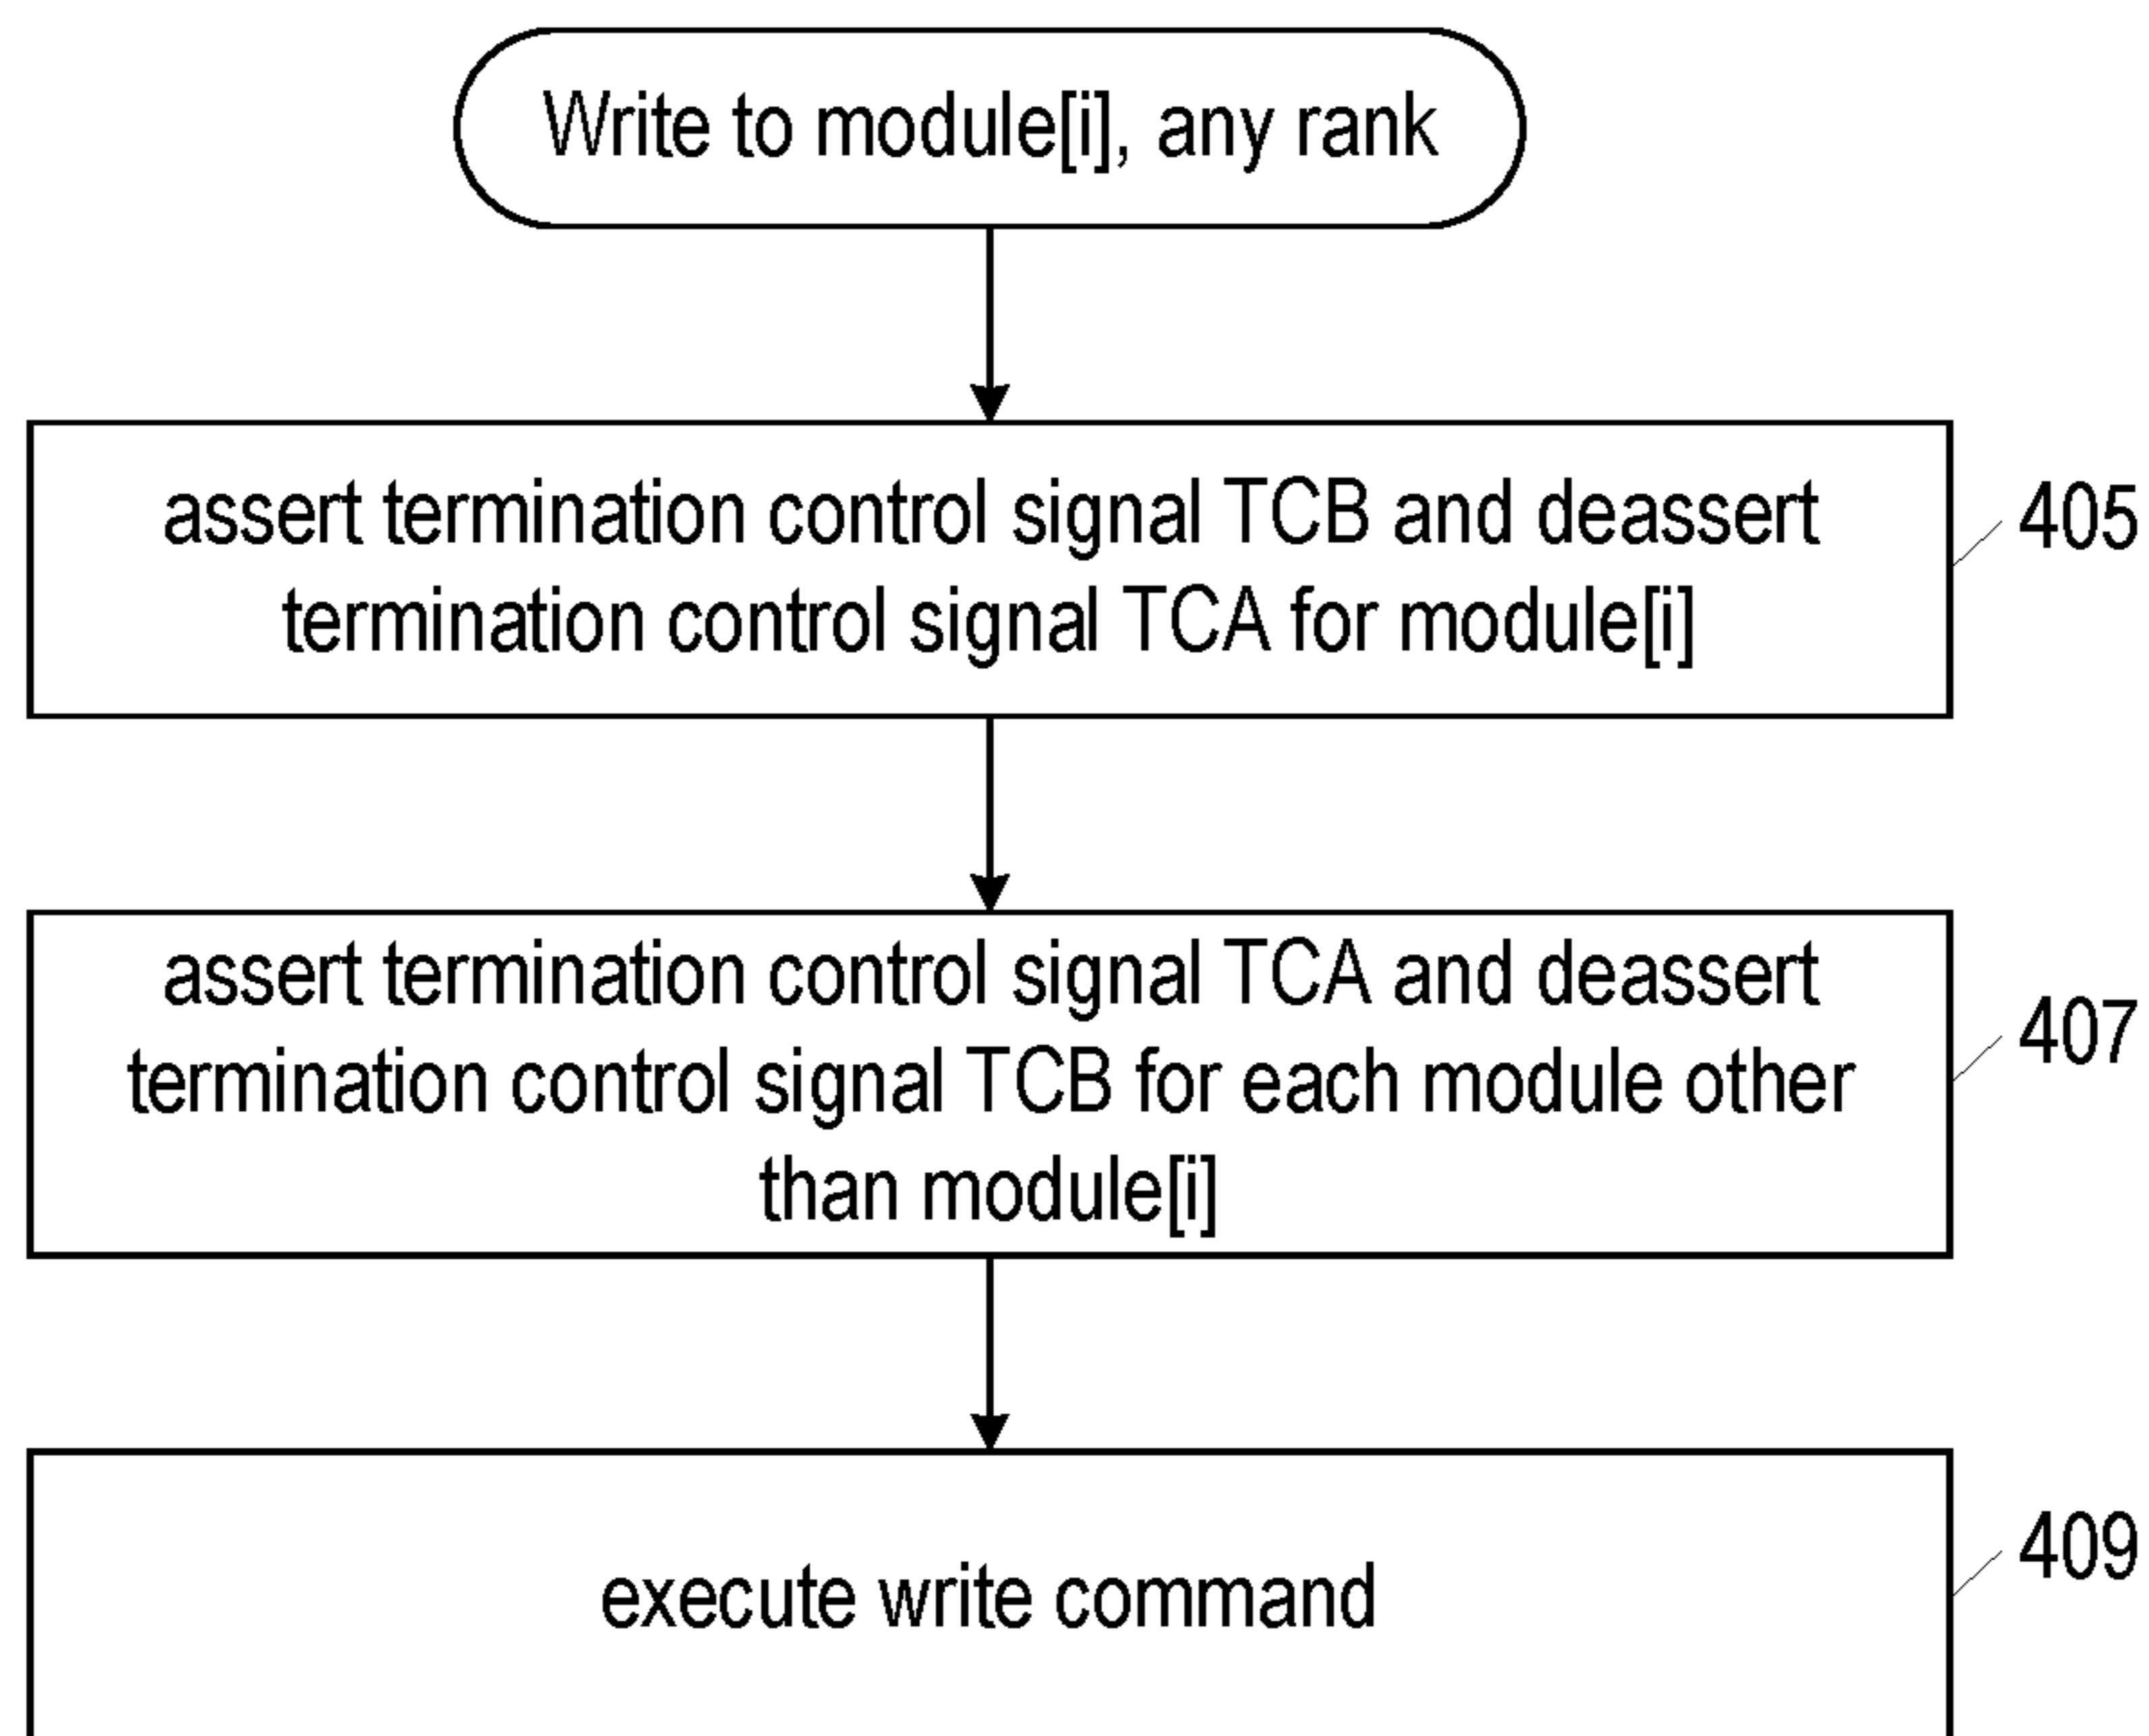 Write to module[i], any rank
assert termination control signal TCB and deassert
termination control signal TCA for module[i]
405
assert termination control signal TCA and deassert
termination control signal TCB for each module other
than module[i]
407
execute write command
409